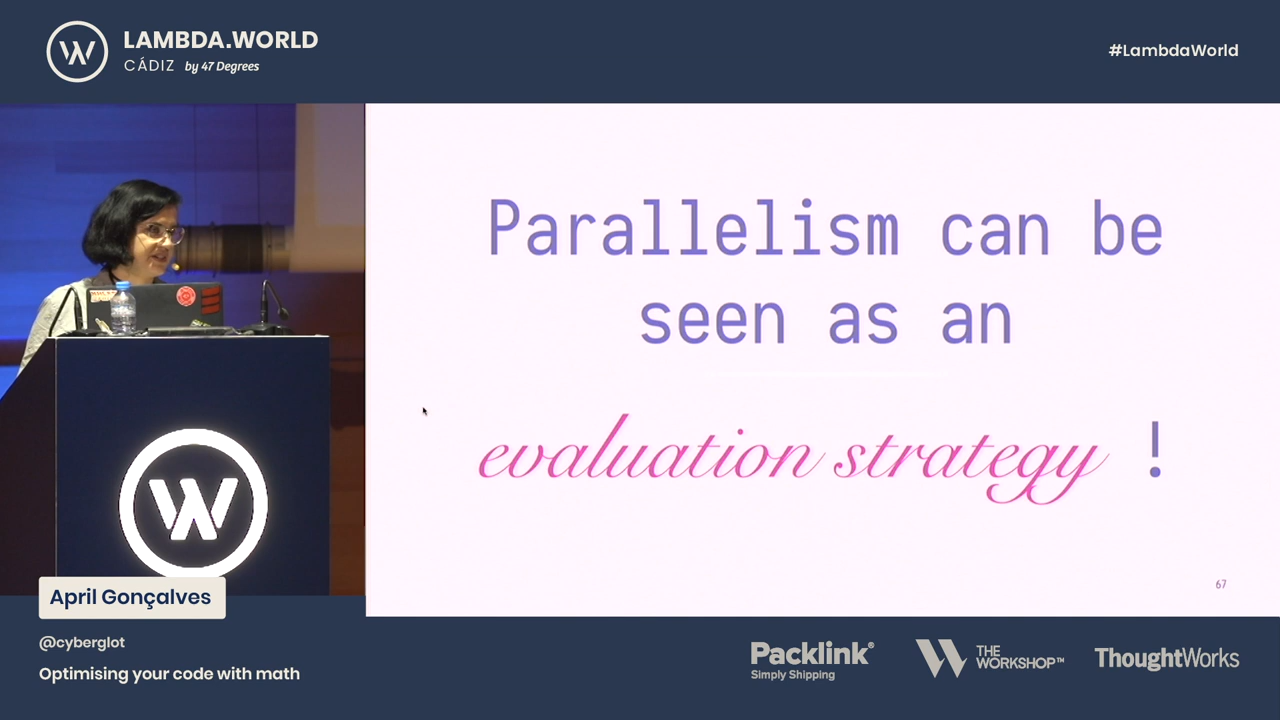 LAMBDA.WORLD
CÁDIZ by 47 Degrees
#LambdaWorld
Parallelism can be
seen as an
evaluation strategy !
67
April Gonçalves
@cyberglot
Optimising your code with math
Packlink®
Simply Shipping
THE
WORKSHOP™
ThoughtWorks